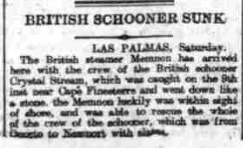 BRITISH SCHOONER SUNK
LAS PALMAS, Saturday.
The British steamer Memnon has arrived
here with the crew of the British schooner
Crystal Stream, which was caught on the 9th
inst near Cape Finesterre and went down like
a stone. the Memnon luckily was within sight
of shore, and was able to rescue the whole
of the crew of the schooner, which was from
to Newport with